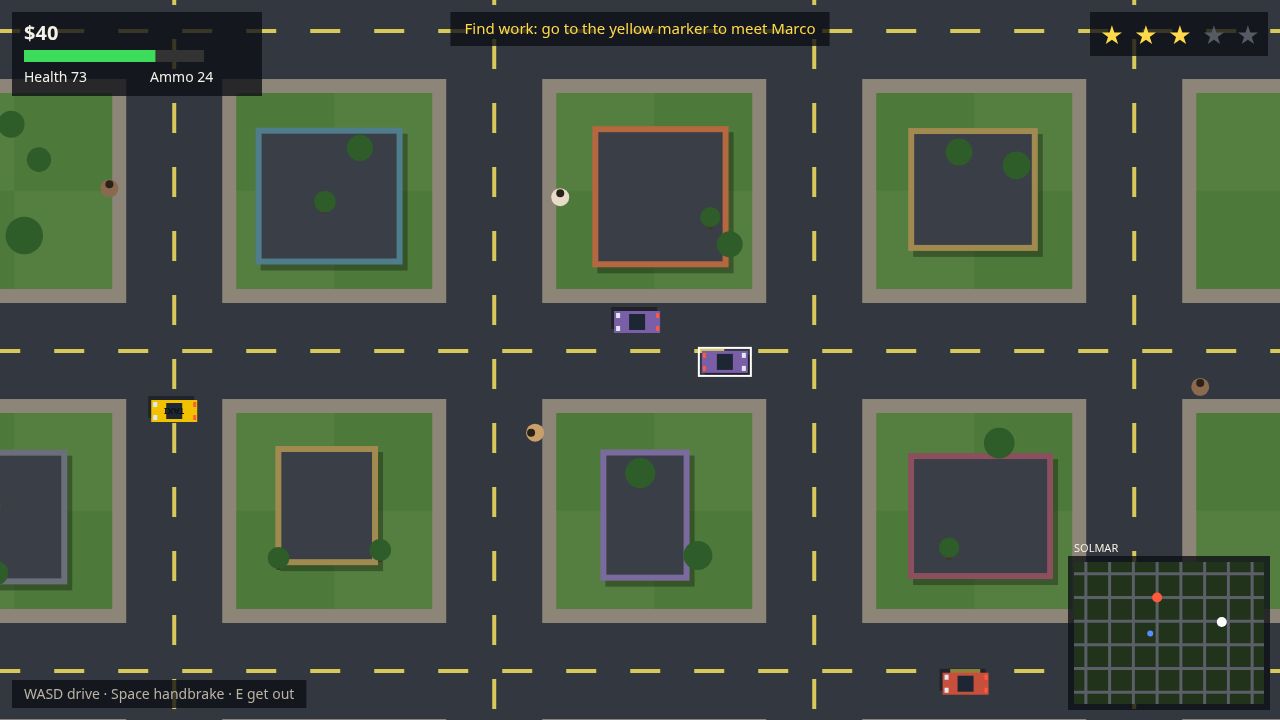 $40
Health 73
Ammo 24
Find work: go to the yellow marker to meet Marco
TAXI
SOLMAR
WASD drive · Space handbrake · E get out